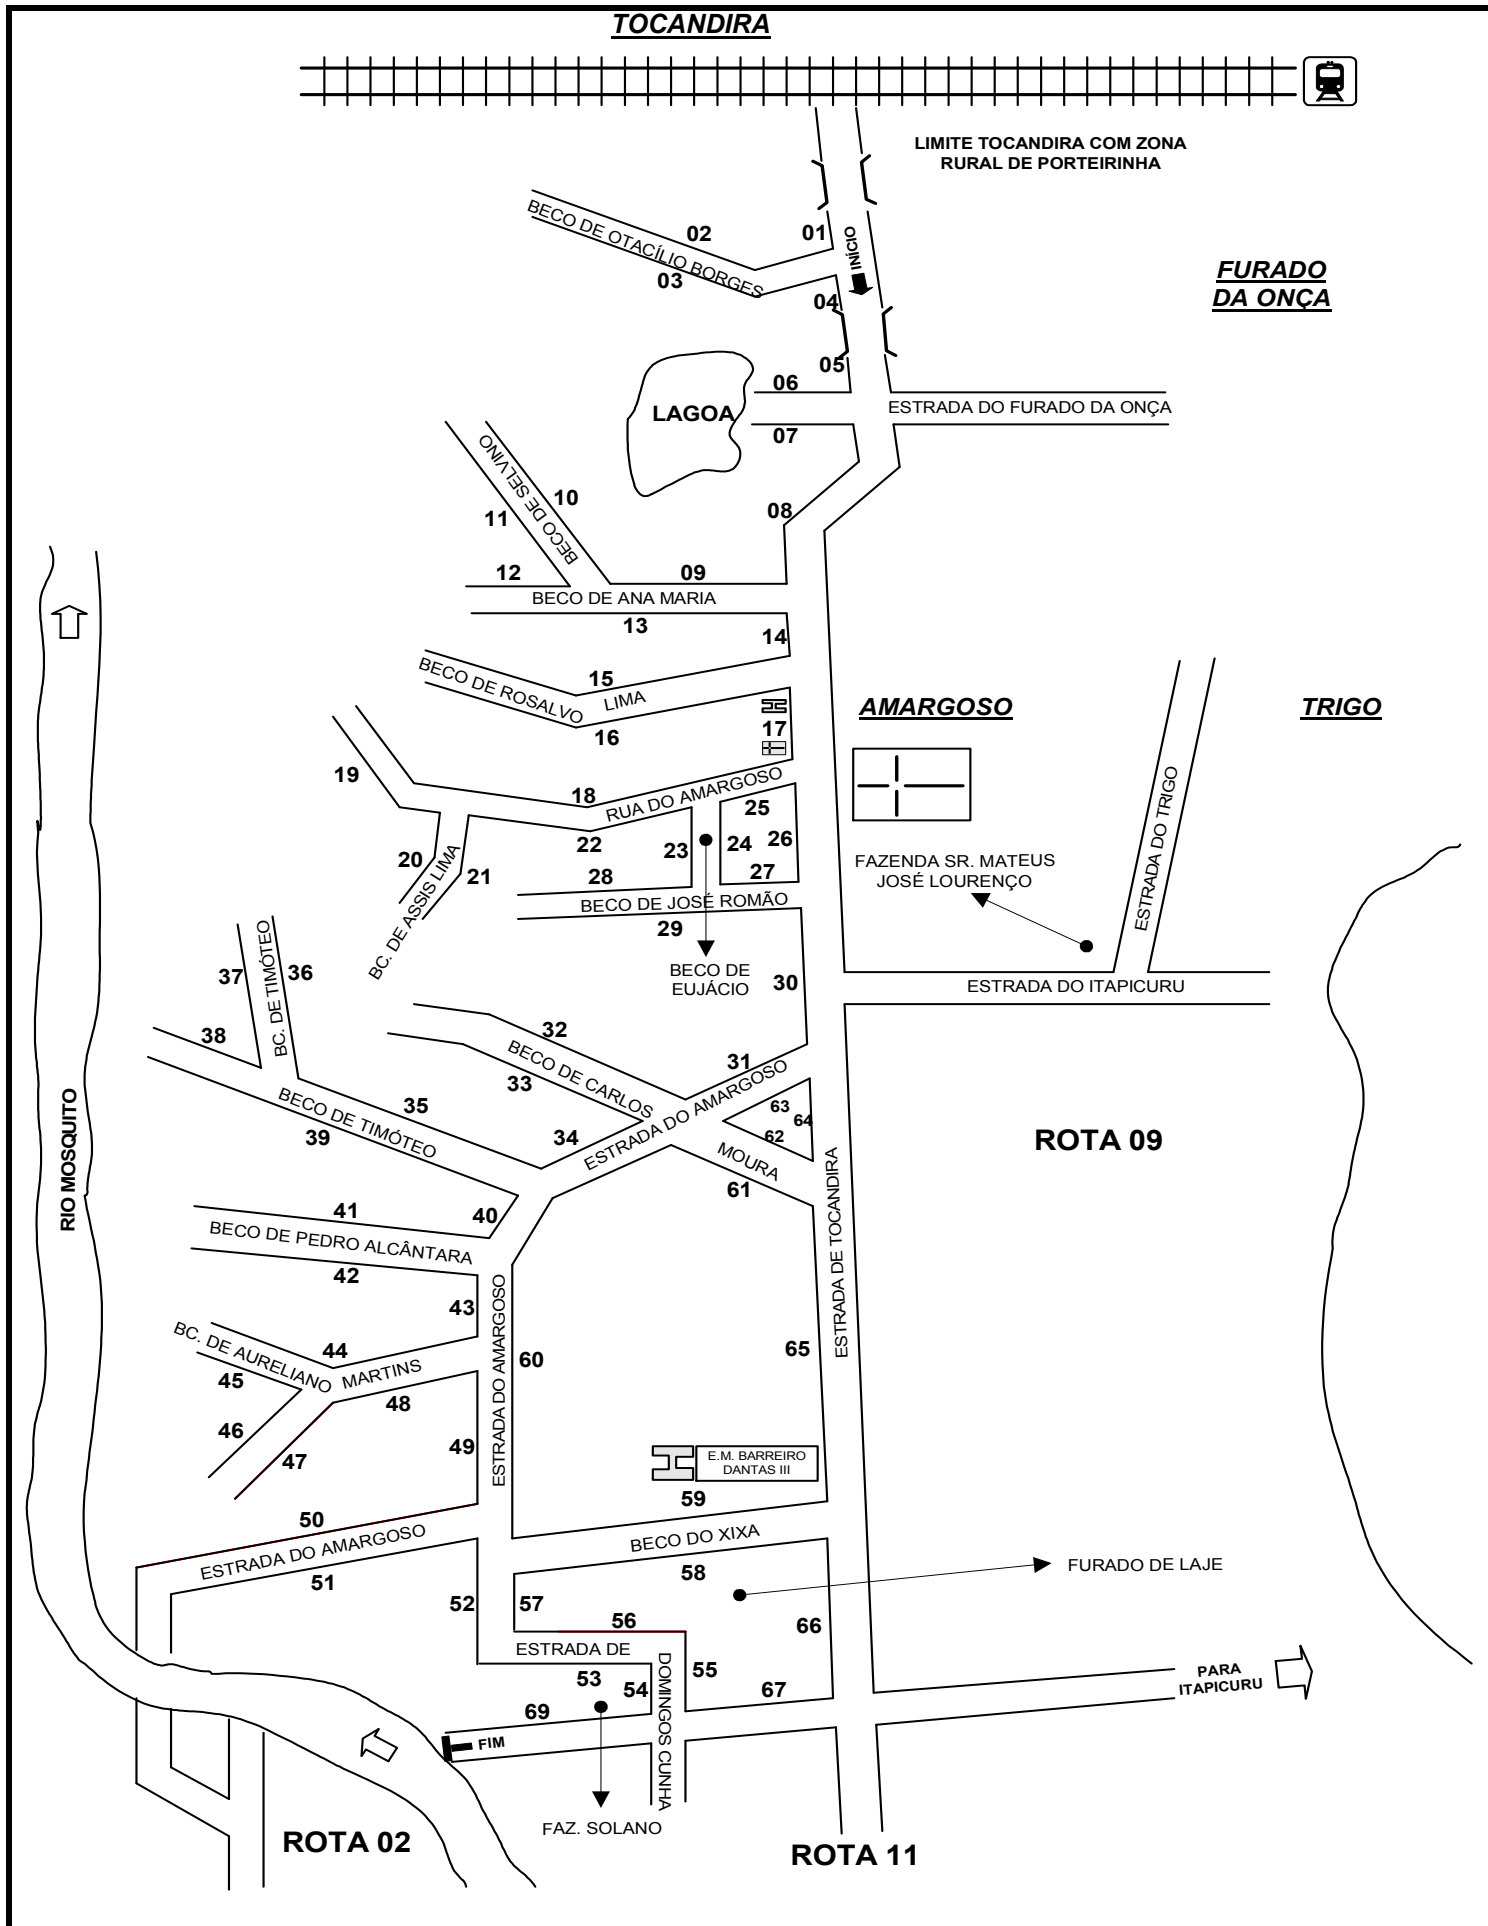 TOCANDIRA
LIMITE TOCANDIRA COM ZONA
RURAL DE PORTEIRINHA
BECO DE OTACÍLIO BORGES
02
03
01
INÍCIO
04
FURADO
DA ONÇA
05
06
LAGOA
07
ESTRADA DO FURADO DA ONÇA
08
BECO DE SELVINO
10
11
12
09
BECO DE ANA MARIA
13
14
BECO DE ROSALVO
LIMA
15
16
17
AMARGOSO
TRIGO
18
19
RUA DO AMARGOSO
20
21
22
23
24
25
26
27
28
BC. DE ASSIS LIMA
BECO DE JOSÉ ROMÃO
29
BECO DE
EUJÁCIO
30
FAZENDA SR. MATEUS
JOSÉ LOURENÇO
ESTRADA DO TRIGO
ESTRADA DO ITAPICURU
37
36
BC. DE TIMÓTEO
38
35
BECO DE TIMÓTEO
39
32
BECO DE CARLOS
33
31
34
ESTRADA DO AMARGOSO
63
64
62
MOURA
61
ROTA 09
RIO MOSQUITO
ESTRADA DE TOCANDIRA
41
40
BECO DE PEDRO ALCÂNTARA
42
43
44
BC. DE AURELIANO
MARTINS
45
46
47
48
49
ESTRADA DO AMARGOSO
60
65
E.M. BARREIRO
DANTAS III
59
50
ESTRADA DO AMARGOSO
51
BECO DO XIXA
58
FURADO DE LAJE
52
57
56
66
ESTRADA DE
DOMINGOS CUNHA
53
54
55
67
69
FIM
PARA
ITAPICURU
FAZ. SOLANO
ROTA 02
ROTA 11